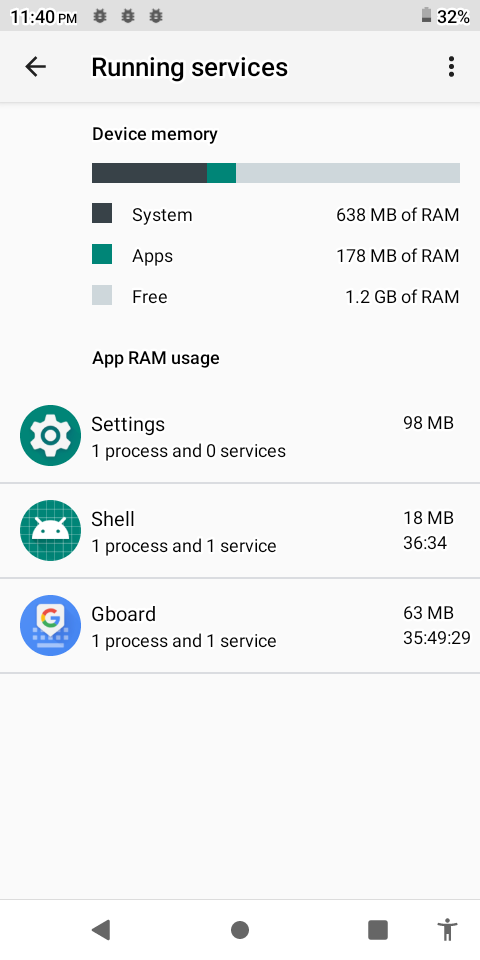 11:40 PM
32%
Running services
Device memory
System 638 MB of RAM
Apps 178 MB of RAM
Free 1.2 GB of RAM
App RAM usage
Settings 98 MB
1 process and 0 services
Shell 18 MB
1 process and 1 service 36:34
Gboard 63 MB
1 process and 1 service 35:49:29